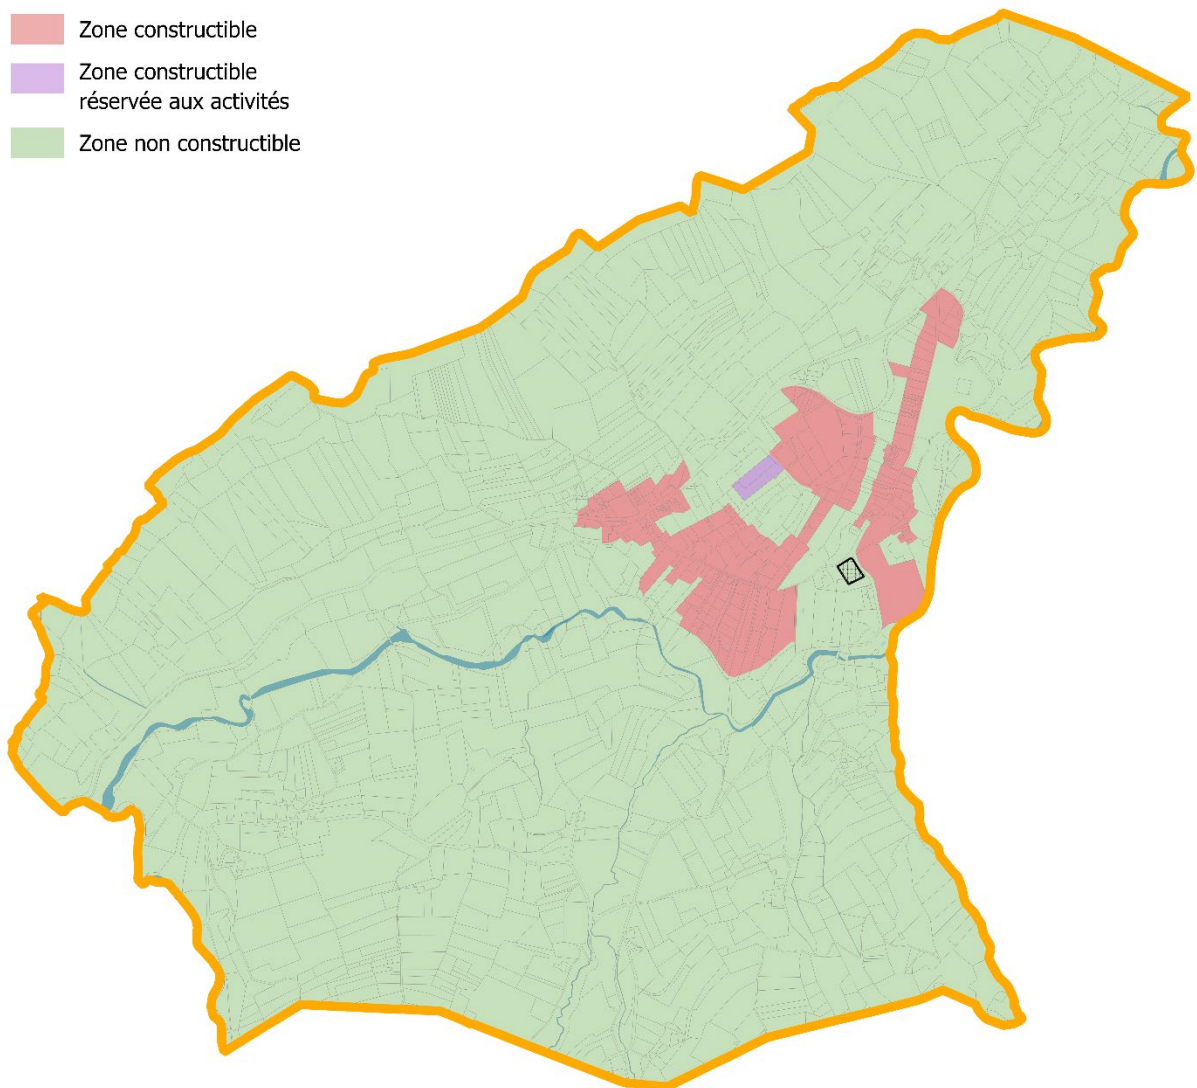 Zone constructible
Zone constructible
réservée aux activités
Zone non constructible